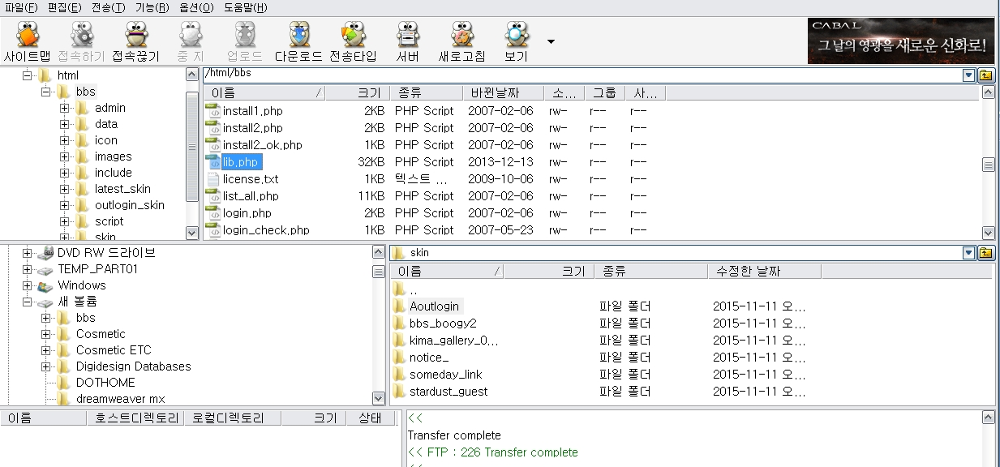 파일(F) 편집(E) 전송(T) 기능(R) 옵션(O) 도움말(H)
사이트맵 접속하기 접속끊기 중 지 업로드 다운로드 전송타입 서버 새로고침 보기
CABAL
그 날의 영광을 새로운 신화로!
html
bbs
admin
data
icon
images
include
latest_skin
outlogin_skin
script
skin
/html/bbs
이름 / 크기 종류 바뀐날짜 소... 그룹 사...
install1.php 2KB PHP Script 2007-02-06 rw- r-- r--
install2.php 2KB PHP Script 2007-02-06 rw- r-- r--
install2_ok.php 1KB PHP Script 2007-02-06 rw- r-- r--
lib.php 32KB PHP Script 2013-12-13 rw- r-- r--
license.txt 1KB 텍스트 ... 2009-10-06 rw- r-- r--
list_all.php 11KB PHP Script 2007-02-06 rw- r-- r--
login.php 2KB PHP Script 2007-02-06 rw- r-- r--
login_check.php 1KB PHP Script 2007-05-23 rw- r-- r--
DVD RW 드라이브
TEMP_PART01
Windows
새 볼륨
bbs
Cosmetic
Cosmetic ETC
Digidesign Databases
DOTHOME
dreamweaver mx
skin
이름 / 크기 종류 수정한 날짜
..
Aoutlogin 파일 폴더 2015-11-11 오...
bbs_boogy2 파일 폴더 2015-11-11 오...
kima_gallery_0... 파일 폴더 2015-11-11 오...
notice_ 파일 폴더 2015-11-11 오...
someday_link 파일 폴더 2015-11-11 오...
stardust_guest 파일 폴더 2015-11-11 오...
이름 호스트디렉토리 로컬디렉토리 크기 상태
<<
Transfer complete
<< FTP : 226 Transfer complete
<<